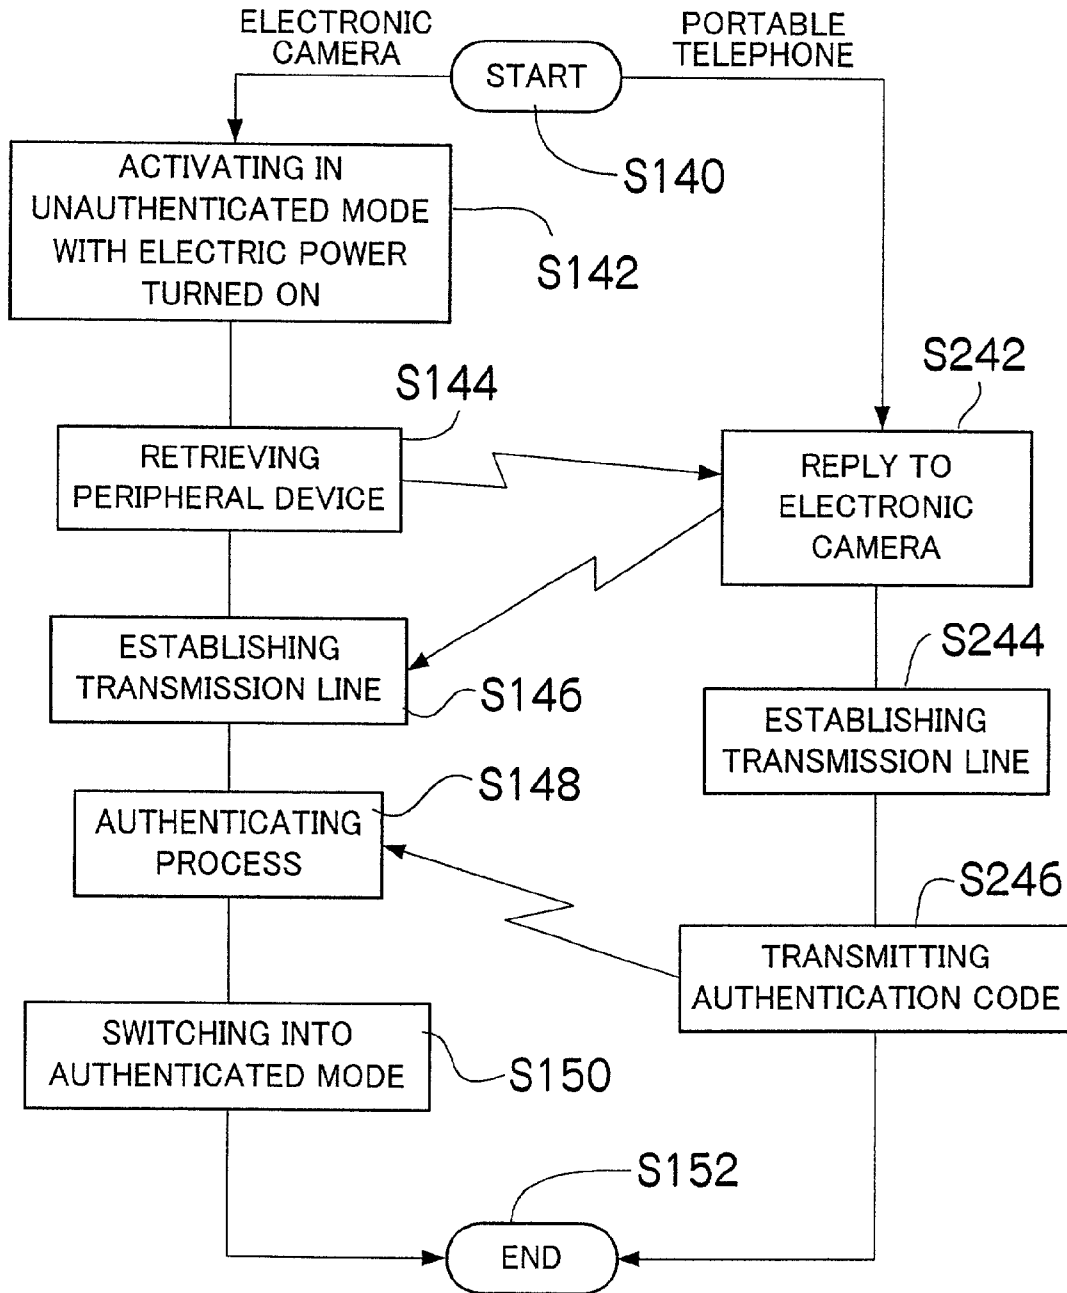 ELECTRONIC
CAMERA
PORTABLE
TELEPHONE
START
S140
ACTIVATING IN
UNAUTHENTICATED MODE
WITH ELECTRIC POWER
TURNED ON
S142
S144
RETRIEVING
PERIPHERAL DEVICE
S242
REPLY TO
ELECTRONIC
CAMERA
ESTABLISHING
TRANSMISSION LINE
S146
S244
ESTABLISHING
TRANSMISSION LINE
S148
AUTHENTICATING
PROCESS
S246
TRANSMITTING
AUTHENTICATION CODE
SWITCHING INTO
AUTHENTICATED MODE
S150
S152
END